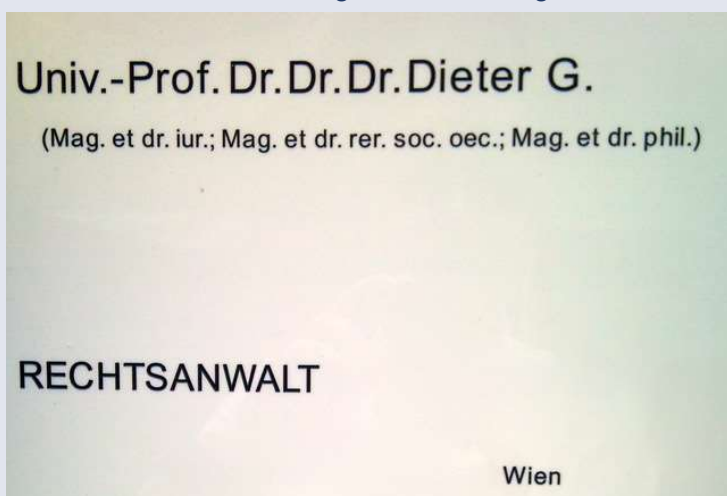 Univ.-Prof. Dr. Dr. Dr. Dieter G.
(Mag. et dr. iur.; Mag. et dr. rer. soc. oec.; Mag. et dr. phil.)
RECHTSANWALT
Wien